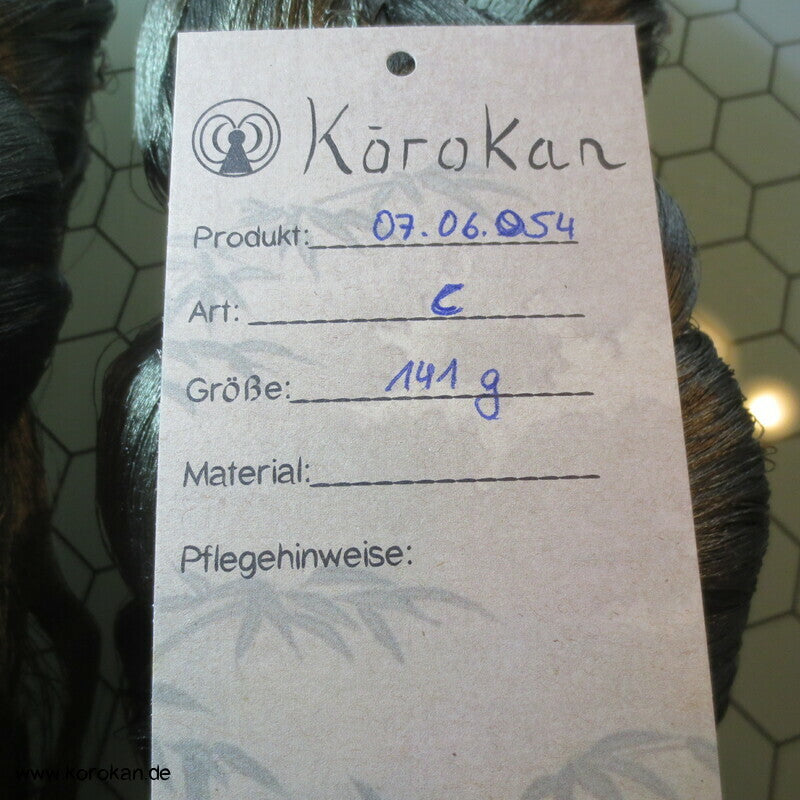 Kōrokan
Produkt: 07.06.054
Art: C
Größe: 141 g
Material:
Pflegehinweise:
www.korokan.de